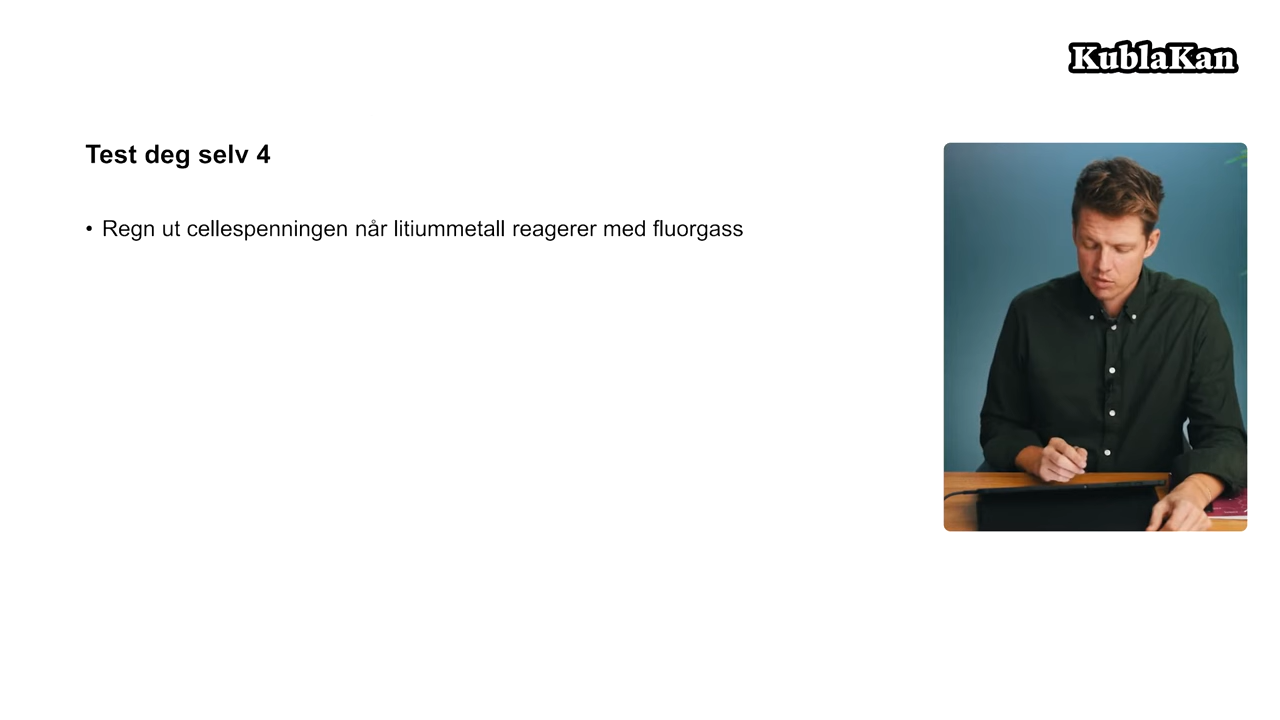 KublaKan
Test deg selv 4
• Regn ut cellespenningen når litiummetall reagerer med fluorgass